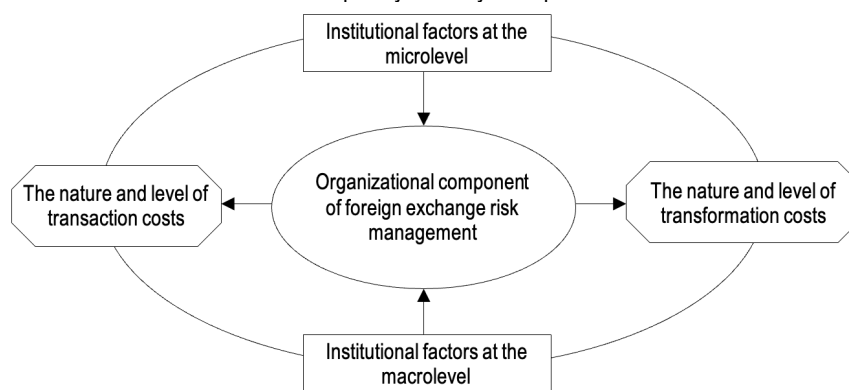 Institutional factors at the
microlevel
The nature and level of
transaction costs
Organizational component
of foreign exchange risk
management
The nature and level of
transformation costs
Institutional factors at the
macrolevel